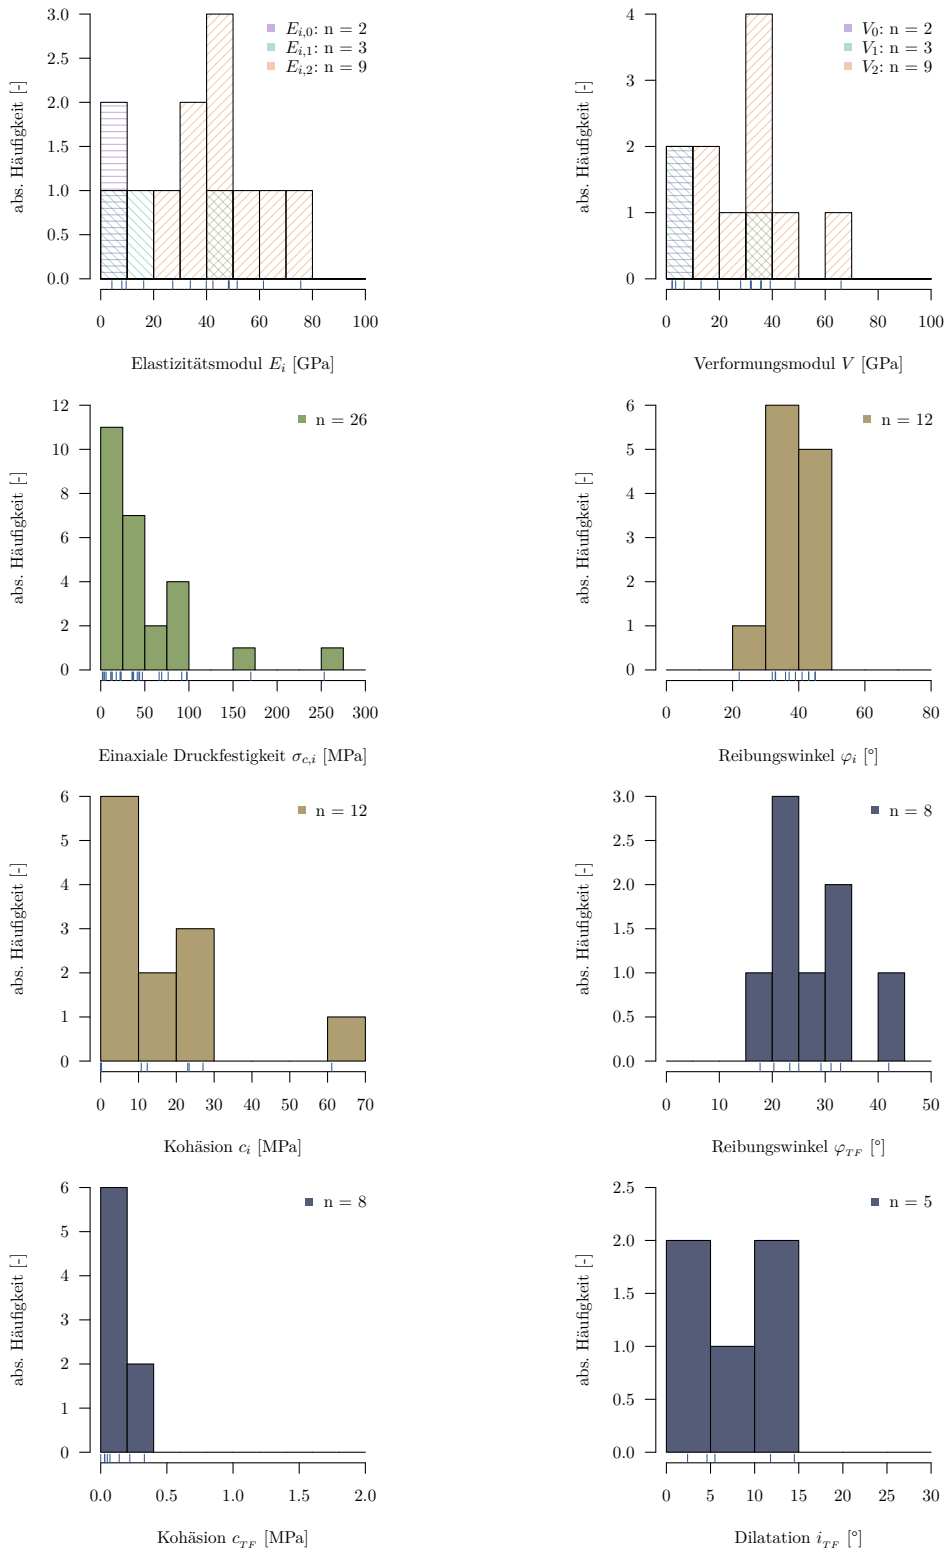 abs. Häufigkeit [-]
3.0
2.5
2.0
1.5
1.0
0.5
0.0
E_{i,0}: n = 2
E_{i,1}: n = 3
E_{i,2}: n = 9
0 20 40 60 80 100
Elastizitätsmodul E_i [GPa]
abs. Häufigkeit [-]
4
3
2
1
0
V_0: n = 2
V_1: n = 3
V_2: n = 9
0 20 40 60 80 100
Verformungsmodul V [GPa]
abs. Häufigkeit [-]
12
10
8
6
4
2
0
n = 26
0 50 100 150 200 250 300
Einaxiale Druckfestigkeit σ_{c,i} [MPa]
abs. Häufigkeit [-]
6
5
4
3
2
1
0
n = 12
0 20 40 60 80
Reibungswinkel φ_i [°]
abs. Häufigkeit [-]
6
5
4
3
2
1
0
n = 12
0 10 20 30 40 50 60 70
Kohäsion c_i [MPa]
abs. Häufigkeit [-]
3.0
2.5
2.0
1.5
1.0
0.5
0.0
n = 8
0 10 20 30 40 50
Reibungswinkel φ_{TF} [°]
abs. Häufigkeit [-]
6
5
4
3
2
1
0
n = 8
0.0 0.5 1.0 1.5 2.0
Kohäsion c_{TF} [MPa]
abs. Häufigkeit [-]
2.5
2.0
1.5
1.0
0.5
0.0
n = 5
0 5 10 15 20 25 30
Dilatation i_{TF} [°]